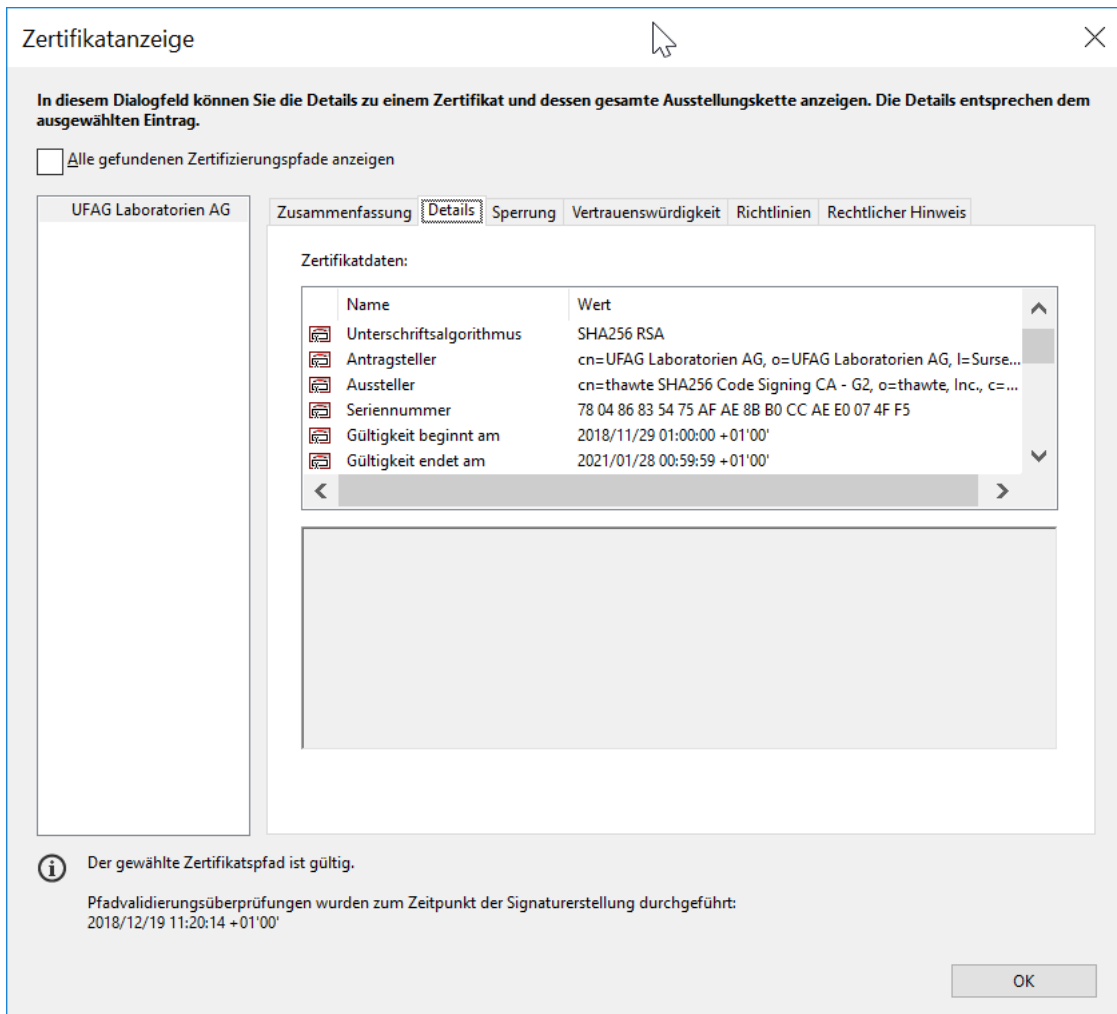 Zertifikatanzeige
In diesem Dialogfeld können Sie die Details zu einem Zertifikat und dessen gesamte Ausstellungskette anzeigen. Die Details entsprechen dem
ausgewählten Eintrag.
Alle gefundenen Zertifizierungspfade anzeigen
UFAG Laboratorien AG
Zusammenfassung Details Sperrung Vertrauenswürdigkeit Richtlinien Rechtlicher Hinweis
Zertifikatdaten:
Name Wert
Unterschriftsalgorithmus SHA256 RSA
Antragsteller cn=UFAG Laboratorien AG, o=UFAG Laboratorien AG, l=Surse...
Aussteller cn=thawte SHA256 Code Signing CA - G2, o=thawte, Inc., c=...
Seriennummer 78 04 86 83 54 75 AF AE 8B B0 CC AE E0 07 4F F5
Gültigkeit beginnt am 2018/11/29 01:00:00 +01'00'
Gültigkeit endet am 2021/01/28 00:59:59 +01'00'
Der gewählte Zertifikatspfad ist gültig.
Pfadvalidierungsüberprüfungen wurden zum Zeitpunkt der Signaturerstellung durchgeführt:
2018/12/19 11:20:14 +01'00'
OK